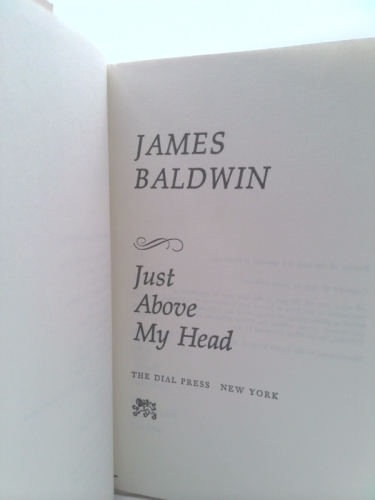 JAMES
BALDWIN
Just
Above
My Head
THE DIAL PRESS NEW YORK